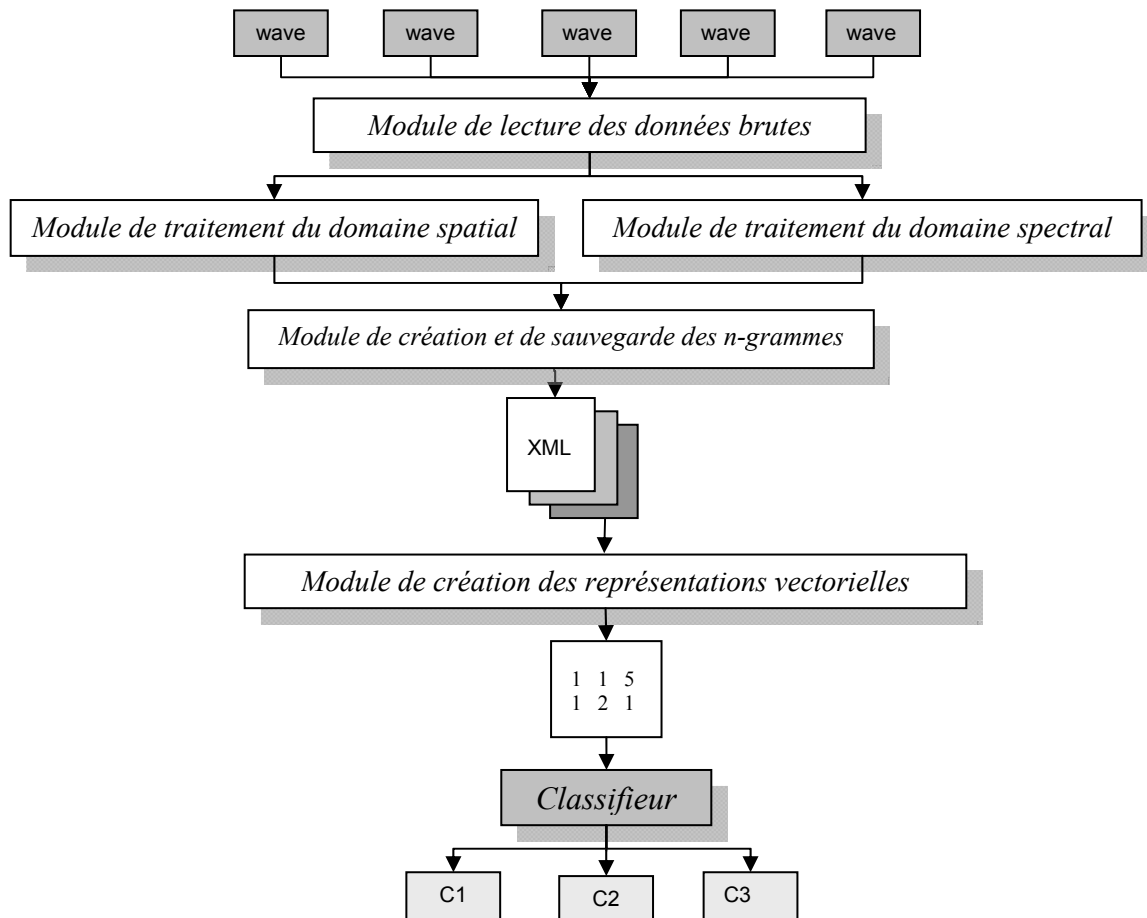 wave wave wave wave wave
Module de lecture des données brutes
Module de traitement du domaine spatial
Module de traitement du domaine spectral
Module de création et de sauvegarde des n-grammes
XML
Module de création des représentations vectorielles
1 1 5
1 2 1
Classifieur
C1 C2 C3